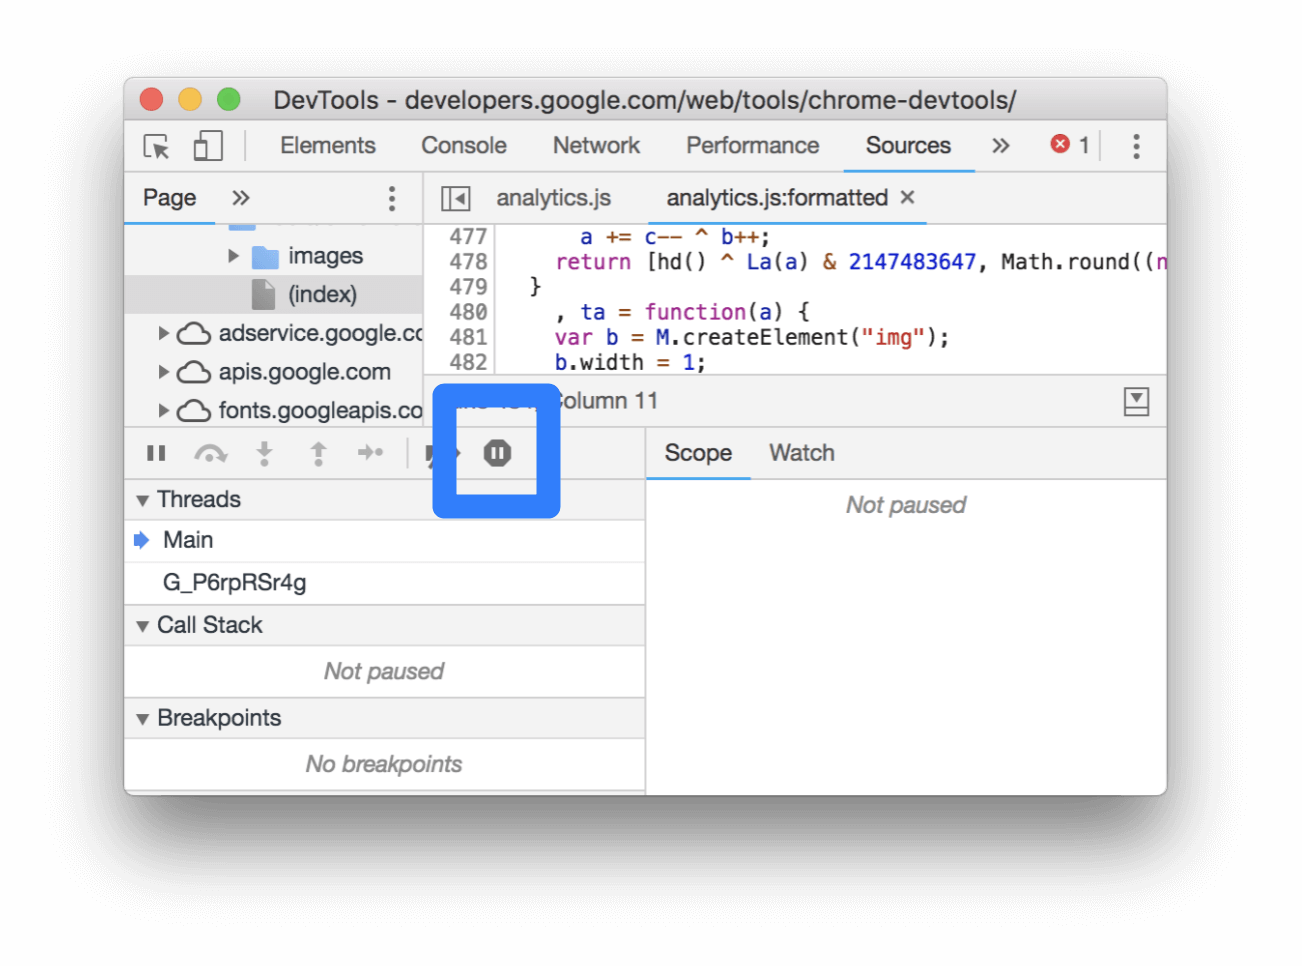 DevTools - developers.google.com/web/tools/chrome-devtools/
Elements Console Network Performance Sources » 1
Page » analytics.js analytics.js:formatted ×
477 a += c-- ^ b++;
478 return [hd() ^ La(a) & 2147483647, Math.round((n
479 }
480 , ta = function(a) {
481 var b = M.createElement("img");
482 b.width = 1;
images
(index)
adservice.google.co
apis.google.com
fonts.googleapis.co
Column 11
Scope Watch
Not paused
Threads
Main
G_P6rpRSr4g
Call Stack
Not paused
Breakpoints
No breakpoints